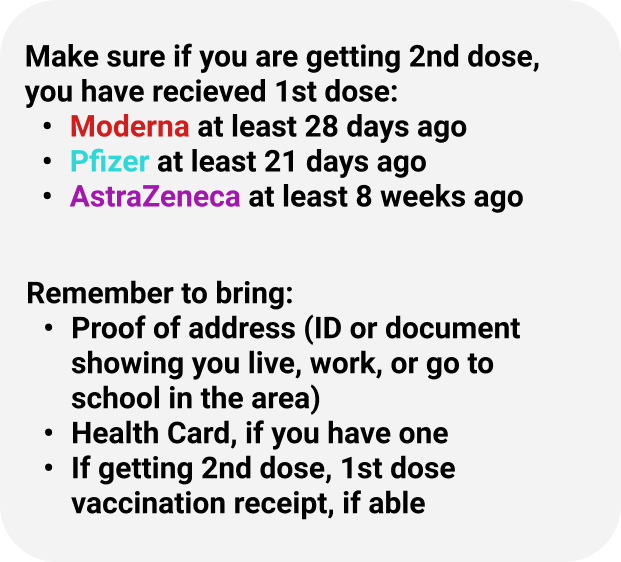 Make sure if you are getting 2nd dose,
you have recieved 1st dose:
• Moderna at least 28 days ago
• Pfizer at least 21 days ago
• AstraZeneca at least 8 weeks ago
Remember to bring:
• Proof of address (ID or document
showing you live, work, or go to
school in the area)
• Health Card, if you have one
• If getting 2nd dose, 1st dose
vaccination receipt, if able